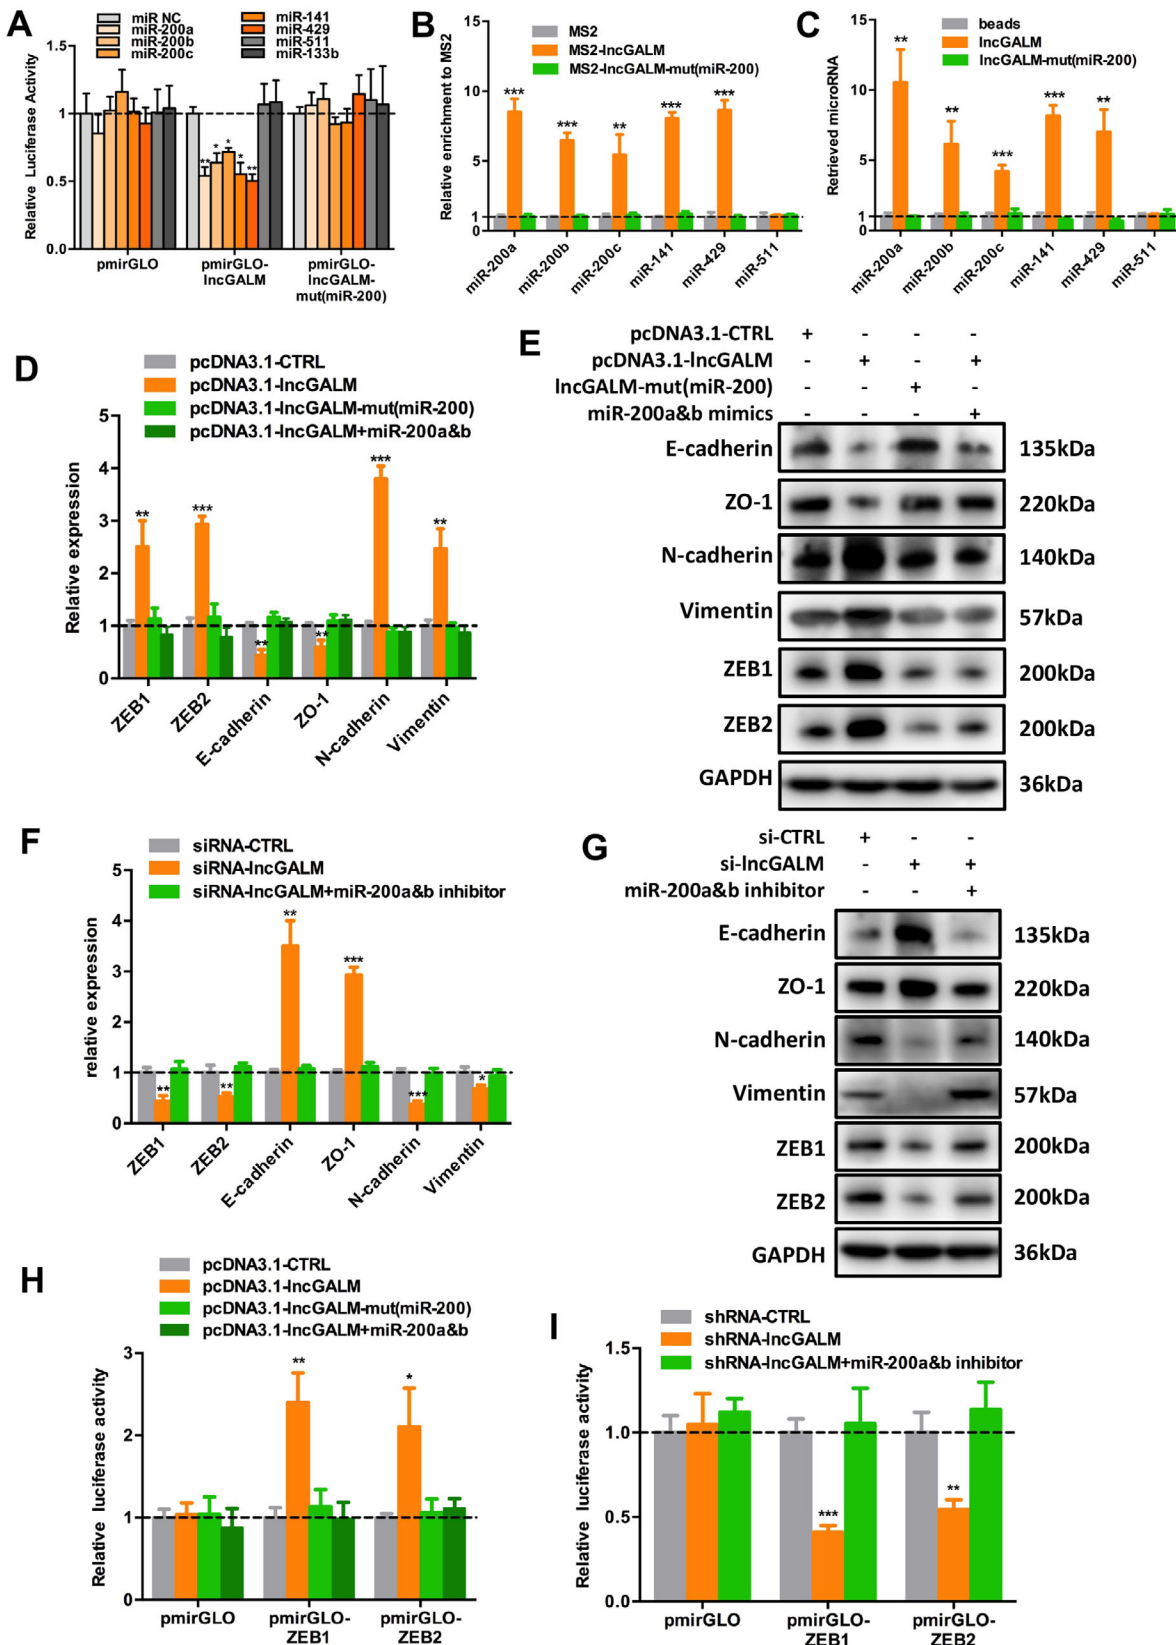 A
miR NC
miR-200a
miR-200b
miR-200c
miR-141
miR-429
miR-511
miR-133b
Relative Luciferase Activity
1.5
1.0
0.5
0.0
** * * * **
pmirGLO
pmirGLO-
lncGALM
pmirGLO-
lncGALM-
mut(miR-200)
B
MS2
MS2-lncGALM
MS2-lncGALM-mut(miR-200)
Relative enrichment to MS2
15
10
5
1
0
*** *** ** *** ***
miR-200a
miR-200b
miR-200c
miR-141
miR-429
miR-511
C
beads
lncGALM
lncGALM-mut(miR-200)
Retrieved microRNA
15
10
5
1
0
** ** *** *** **
miR-200a
miR-200b
miR-200c
miR-141
miR-429
miR-511
D
pcDNA3.1-CTRL
pcDNA3.1-lncGALM
pcDNA3.1-lncGALM-mut(miR-200)
pcDNA3.1-lncGALM+miR-200a&b
Relative expression
5
4
3
2
1
0
** *** ** ** *** **
ZEB1
ZEB2
E-cadherin
ZO-1
N-cadherin
Vimentin
E
pcDNA3.1-CTRL + - - -
pcDNA3.1-lncGALM - + - +
lncGALM-mut(miR-200) - - + -
miR-200a&b mimics - - - +
E-cadherin 135kDa
ZO-1 220kDa
N-cadherin 140kDa
Vimentin 57kDa
ZEB1 200kDa
ZEB2 200kDa
GAPDH 36kDa
F
siRNA-CTRL
siRNA-lncGALM
siRNA-lncGALM+miR-200a&b inhibitor
relative expression
5
4
3
2
1
0
** ** ** *** *** *
ZEB1
ZEB2
E-cadherin
ZO-1
N-cadherin
Vimentin
G
si-CTRL + - -
si-lncGALM - + +
miR-200a&b inhibitor - - +
E-cadherin 135kDa
ZO-1 220kDa
N-cadherin 140kDa
Vimentin 57kDa
ZEB1 200kDa
ZEB2 200kDa
GAPDH 36kDa
H
pcDNA3.1-CTRL
pcDNA3.1-lncGALM
pcDNA3.1-lncGALM-mut(miR-200)
pcDNA3.1-lncGALM+miR-200a&b
Relative luciferase activity
3
2
1
0
** *
pmirGLO
pmirGLO-
ZEB1
pmirGLO-
ZEB2
I
shRNA-CTRL
shRNA-lncGALM
shRNA-lncGALM+miR-200a&b inhibitor
Relative luciferase activity
1.5
1.0
0.5
0.0
*** **
pmirGLO
pmirGLO-
ZEB1
pmirGLO-
ZEB2